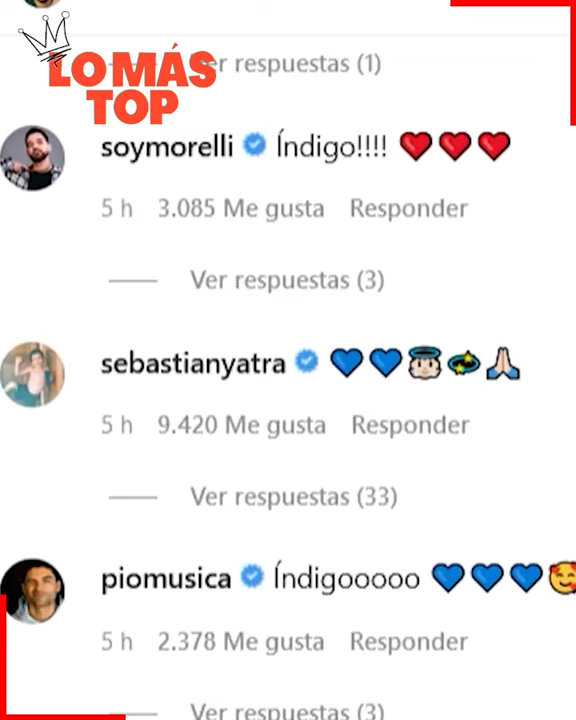 LO MÁS
TOP
Ver respuestas (1)
soymorelli Índigo!!!! ❤️❤️❤️
5 h 3.085 Me gusta Responder
Ver respuestas (3)
sebastianyatra 💙💙👼💫🙏🏻
5 h 9.420 Me gusta Responder
Ver respuestas (33)
piomusica Índigooooo 💙💙💙🥰
5 h 2.378 Me gusta Responder
Ver respuestas (3)